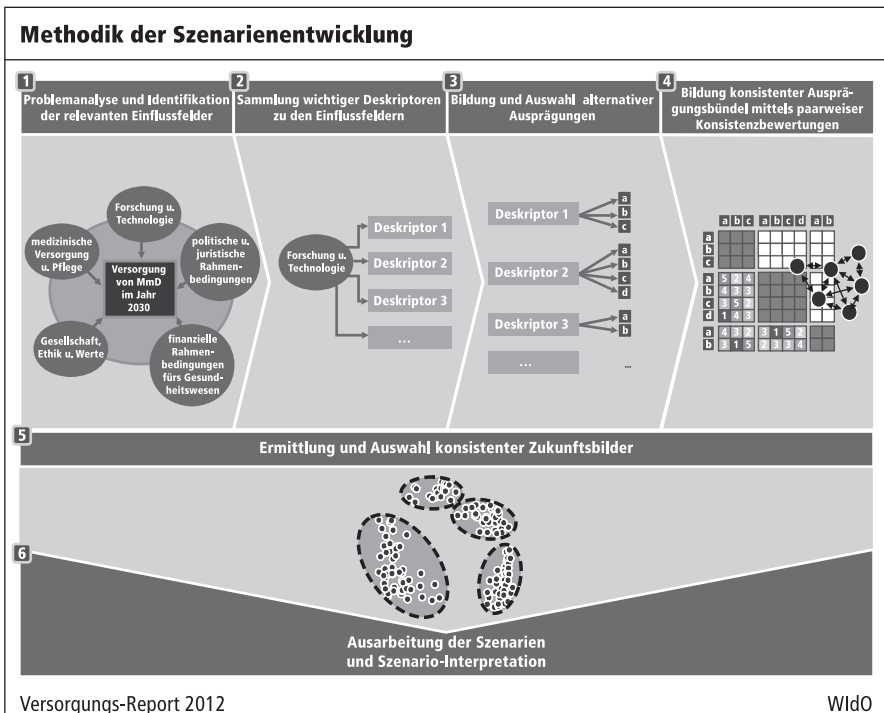 Methodik der Szenarienentwicklung
1
Problemanalyse und Identifikation
der relevanten Einflussfelder
2
Sammlung wichtiger Deskriptoren
zu den Einflussfeldern
3
Bildung und Auswahl alternativer
Ausprägungen
4
Bildung konsistenter Ausprä-
gungsbündel mittels paarweiser
Konsistenzbewertungen
Forschung u.
Technologie
medizinische
Versorgung
u. Pflege
politische u.
juristische
Rahmen-
bedingungen
Versorgung
von MmD
im Jahr
2030
Gesellschaft,
Ethik u. Werte
finanzielle
Rahmen-
bedingungen
fürs Gesund-
heitswesen
Forschung u.
Technologie
Deskriptor 1
Deskriptor 2
Deskriptor 3
...
Deskriptor 1
a
b
c
Deskriptor 2
a
b
c
d
Deskriptor 3
a
b
...
...
a b c a b c d a b
a
b
c
a 5 2 4
b 4 3 3
c 3 5 2
d 1 4 3
a 4 3 2 3 1 5 2
b 3 1 5 2 3 3 4
5
Ermittlung und Auswahl konsistenter Zukunftsbilder
6
Ausarbeitung der Szenarien
und Szenario-Interpretation
Versorgungs-Report 2012
WIdO